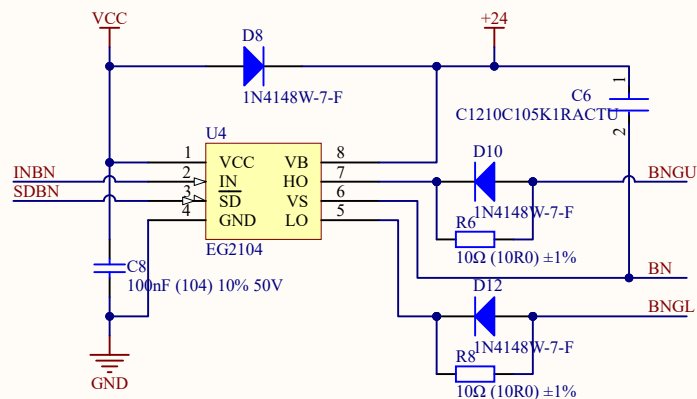 VCC
+24
D8
1N4148W-7-F
C6
1
C1210C105K1RACTU
2
U4
1 VCC VB 8
INBN 2 IN HO 7
SDBN 3 SD VS 6
4 GND LO 5
EG2104
D10
BNGU
1N4148W-7-F
R6
10Ω (10R0) ±1%
C8
100nF (104) 10% 50V
BN
D12
BNGL
1N4148W-7-F
R8
10Ω (10R0) ±1%
GND